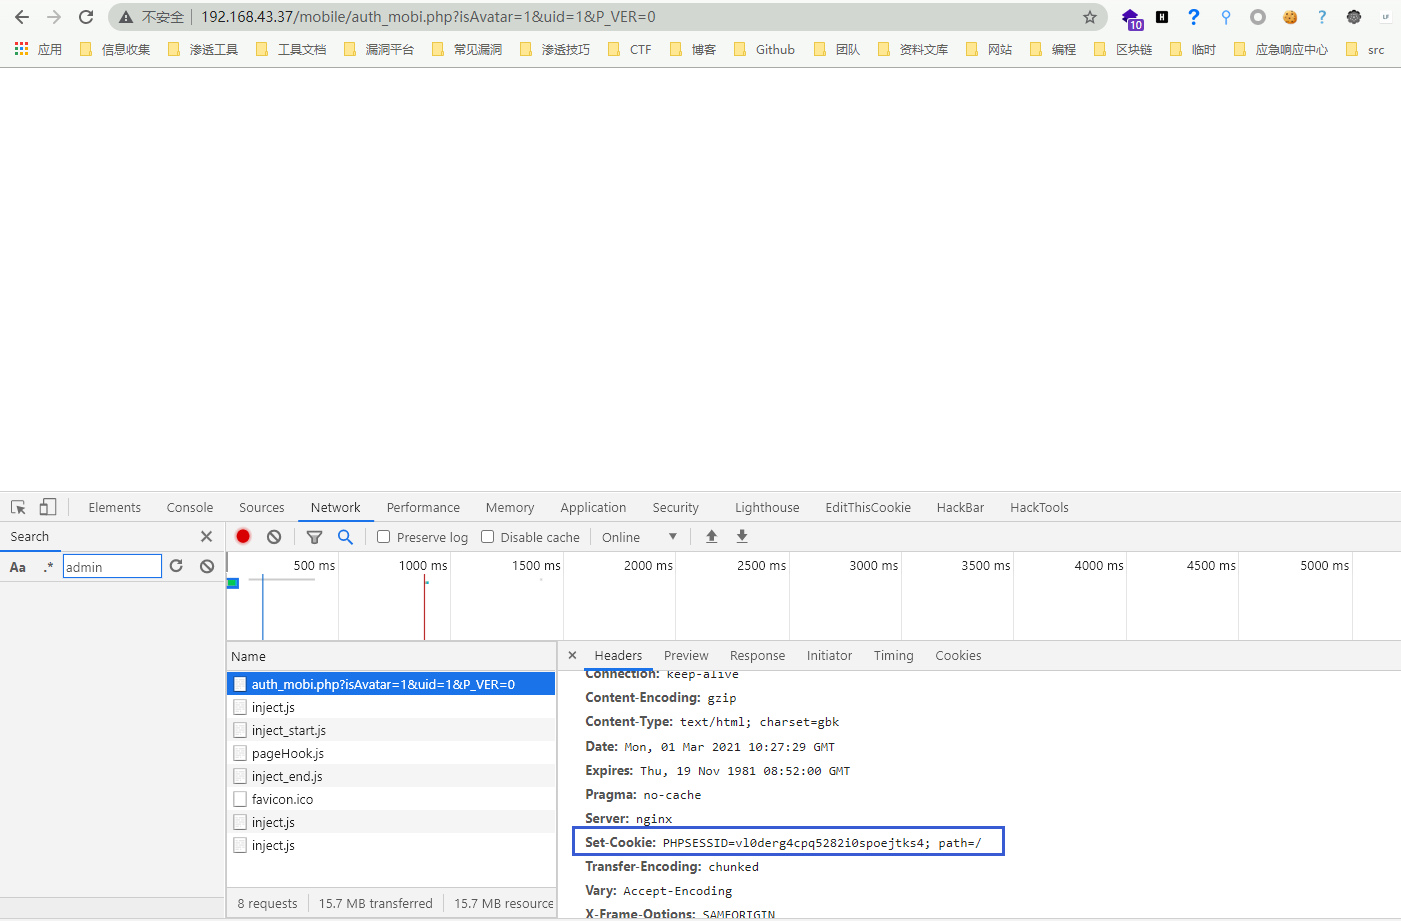 不安全 192.168.43.37/mobile/auth_mobi.php?isAvatar=1&uid=1&P_VER=0
10 H ? ? LF
应用 信息收集 渗透工具 工具文档 漏洞平台 常见漏洞 渗透技巧 CTF 博客 Github 团队 资料文库 网站 编程 区块链 临时 应急响应中心 src
Elements Console Sources Network Performance Memory Application Security Lighthouse EditThisCookie HackBar HackTools
Search Preserve log Disable cache Online
Aa .* admin
500 ms 1000 ms 1500 ms 2000 ms 2500 ms 3000 ms 3500 ms 4000 ms 4500 ms 5000 ms
Name
auth_mobi.php?isAvatar=1&uid=1&P_VER=0
inject.js
inject_start.js
pageHook.js
inject_end.js
favicon.ico
inject.js
inject.js
8 requests 15.7 MB transferred 15.7 MB resource
Headers Preview Response Initiator Timing Cookies
Connection: keep-alive
Content-Encoding: gzip
Content-Type: text/html; charset=gbk
Date: Mon, 01 Mar 2021 10:27:29 GMT
Expires: Thu, 19 Nov 1981 08:52:00 GMT
Pragma: no-cache
Server: nginx
Set-Cookie: PHPSESSID=vl0derg4cpq5282i0spoejtks4; path=/
Transfer-Encoding: chunked
Vary: Accept-Encoding
X-Frame-Options: SAMEORIGIN